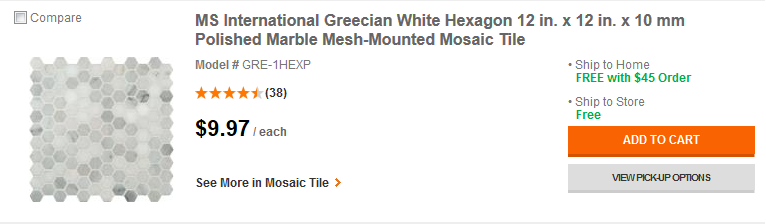 Compare
MS International Greecian White Hexagon 12 in. x 12 in. x 10 mm
Polished Marble Mesh-Mounted Mosaic Tile
Model # GRE-1HEXP
(38)
$9.97 / each
See More in Mosaic Tile
• Ship to Home
FREE with $45 Order
• Ship to Store
Free
ADD TO CART
VIEW PICK-UP OPTIONS